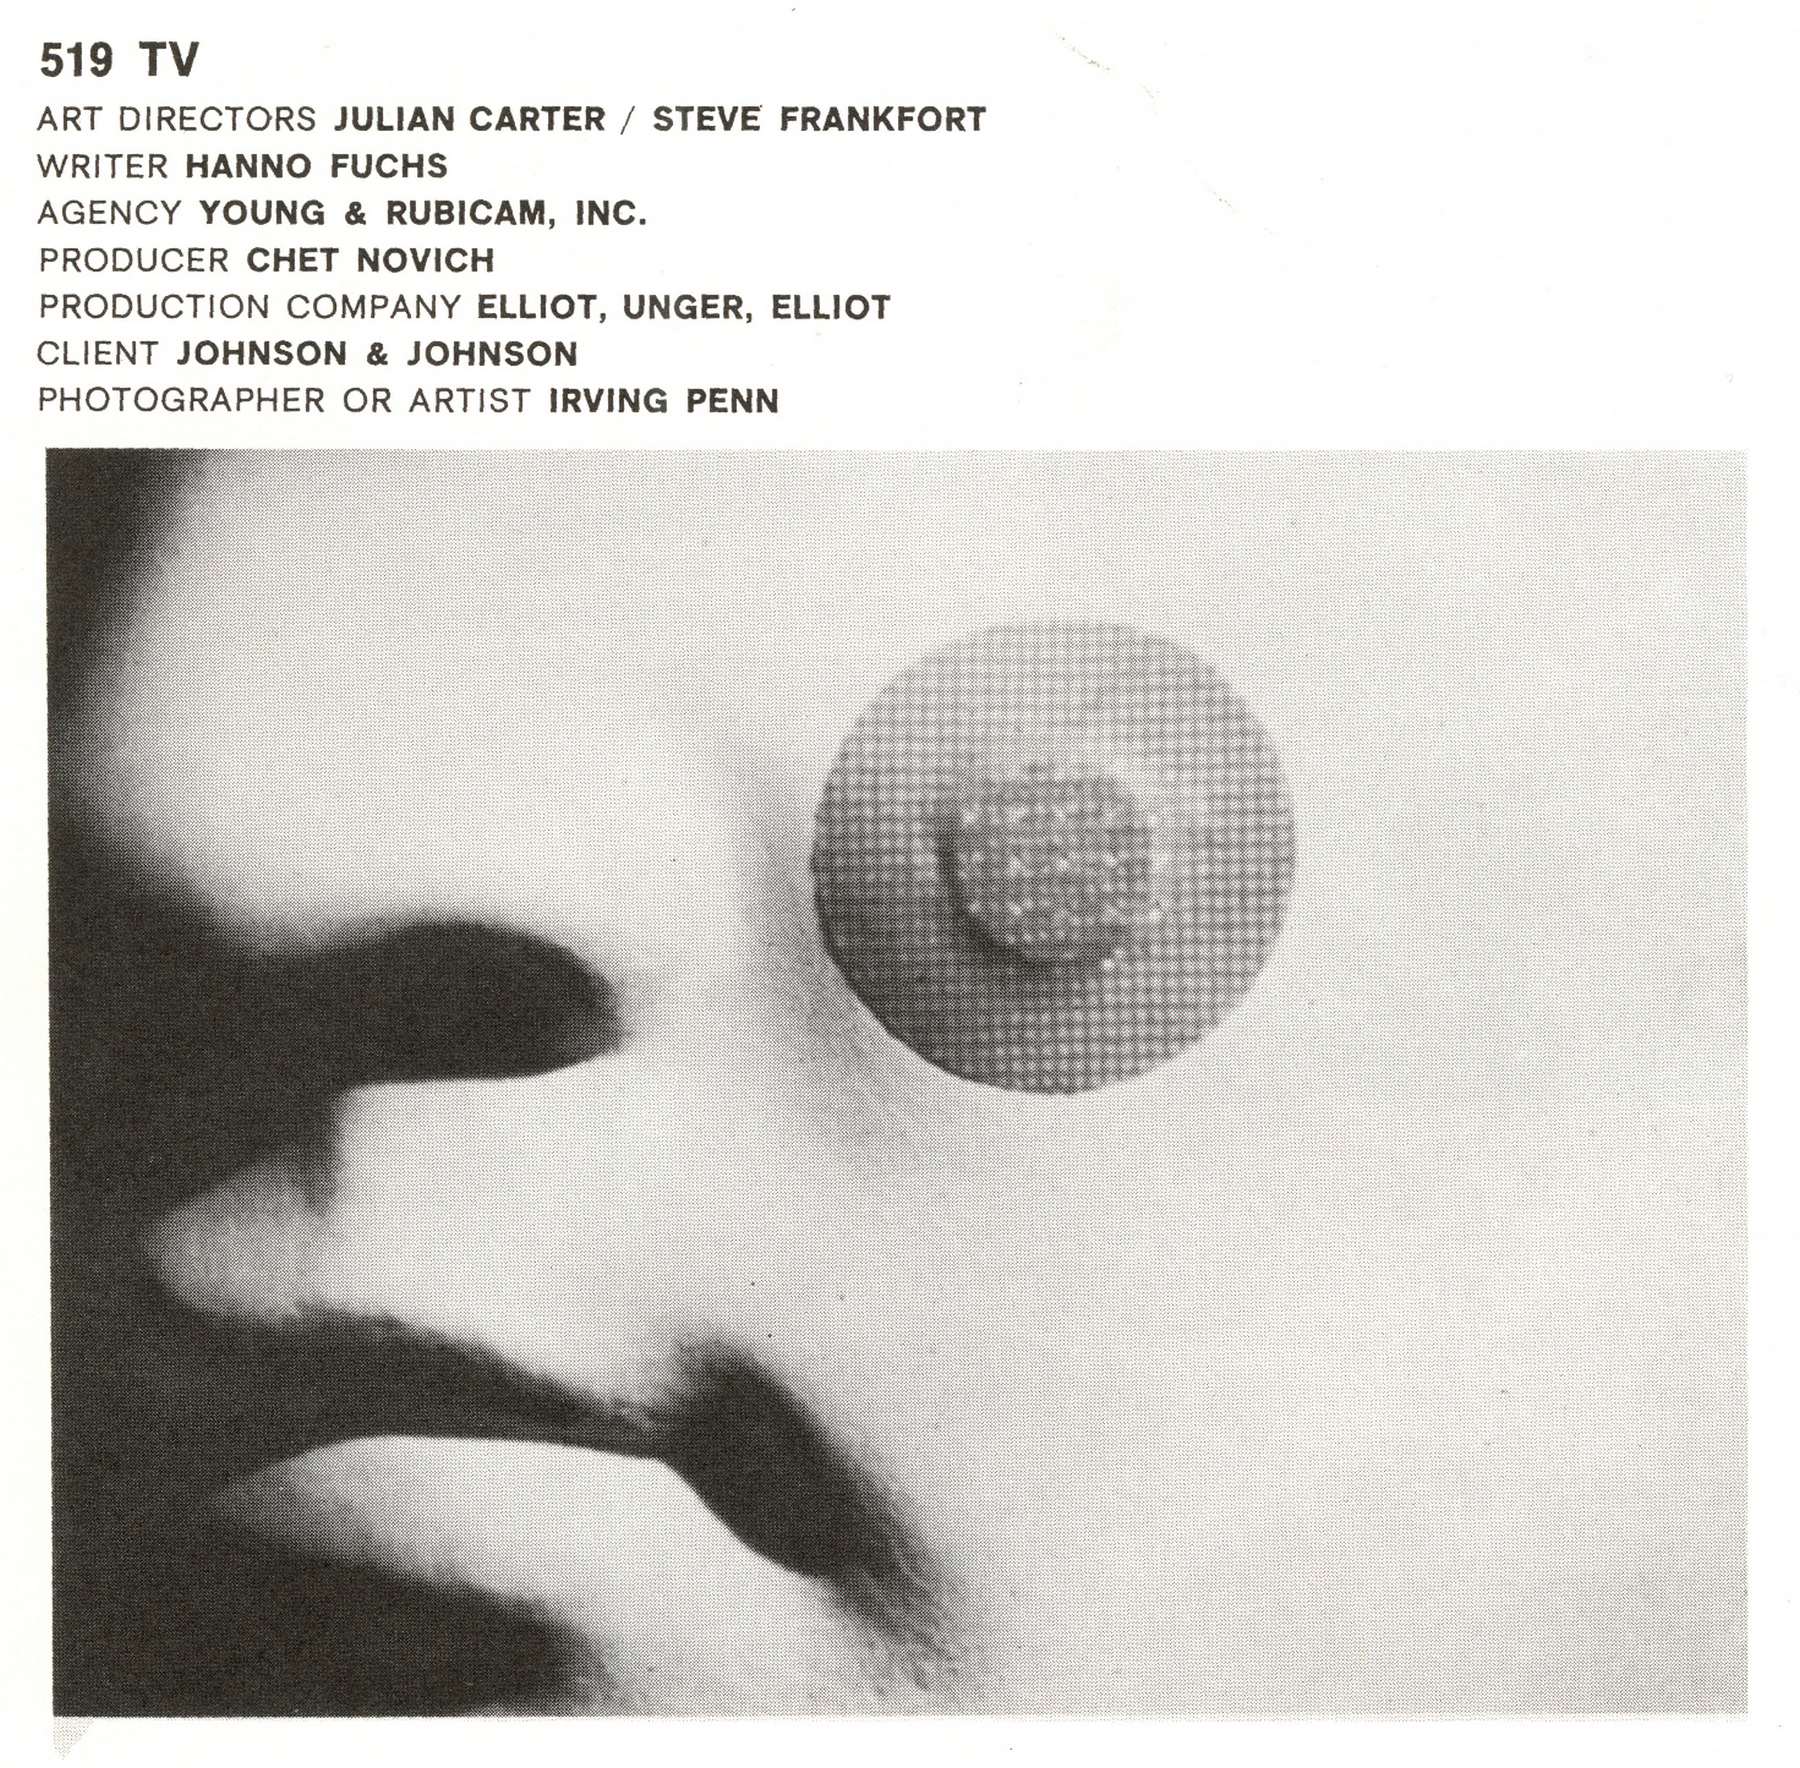 519 TV
ART DIRECTORS JULIAN CARTER / STEVE FRANKFORT
WRITER HANNO FUCHS
AGENCY YOUNG & RUBICAM, INC.
PRODUCER CHET NOVICH
PRODUCTION COMPANY ELLIOT, UNGER, ELLIOT
CLIENT JOHNSON & JOHNSON
PHOTOGRAPHER OR ARTIST IRVING PENN